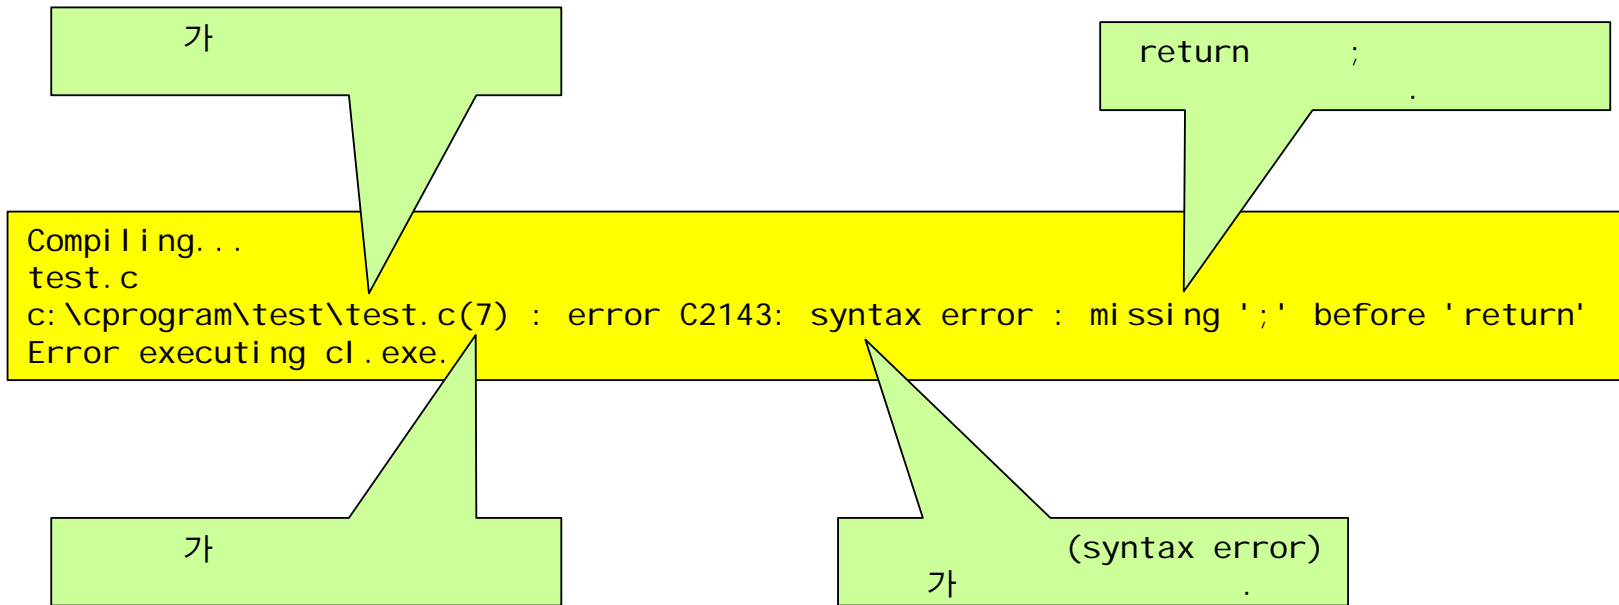 가
return ;
.
Compiling...
test.c
c:\cprogram\test\test.c(7) : error C2143: syntax error : missing ';' before 'return'
Error executing cl.exe.
가
(syntax error)
가 .